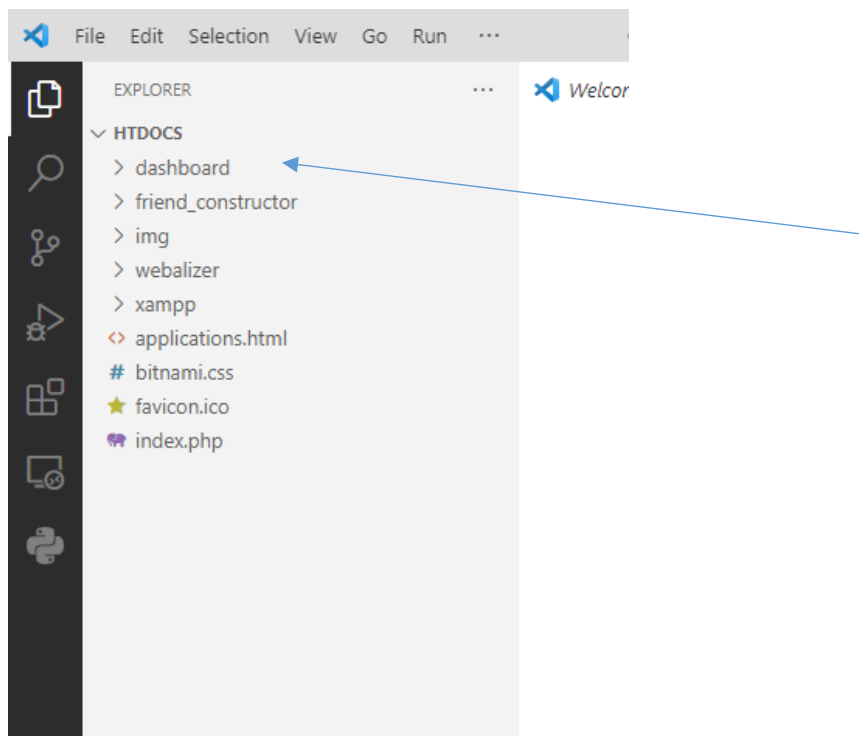 File Edit Selection View Go Run ···
EXPLORER ···
Welcor
HTDOCS
dashboard
friend_constructor
img
webalizer
xampp
applications.html
bitnami.css
favicon.ico
index.php